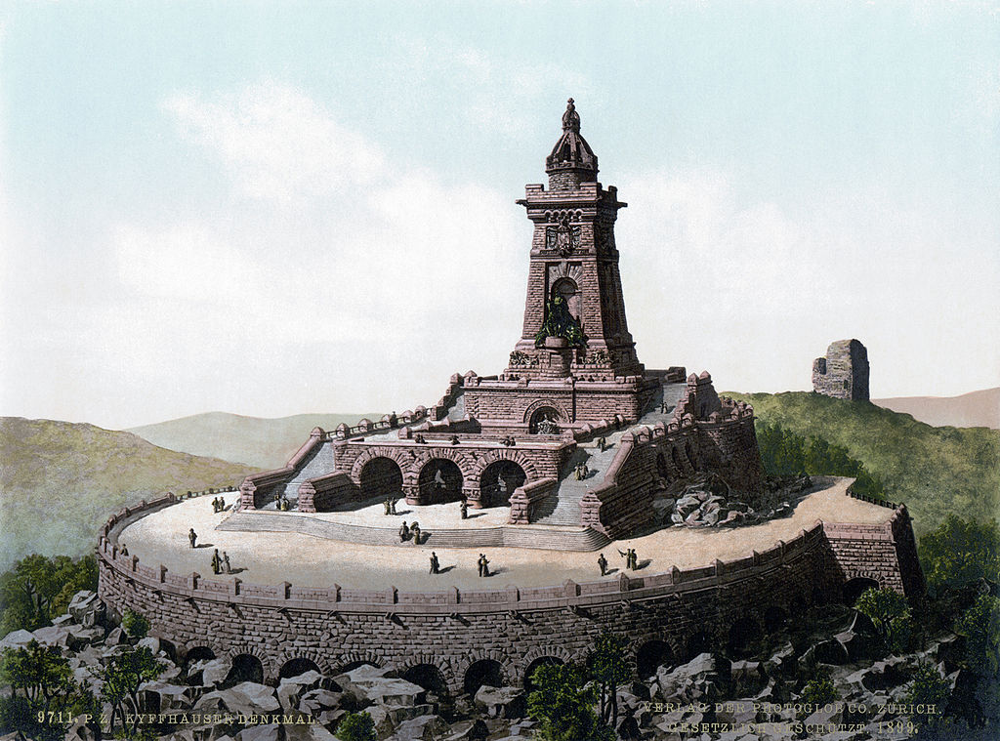 9711. P. Z. - KYFFHÄUSERDENKMAL.
VERLAG DER PHOTOGLOB CO. ZÜRICH.
GESETZLICH GESCHÜTZT. 1899.